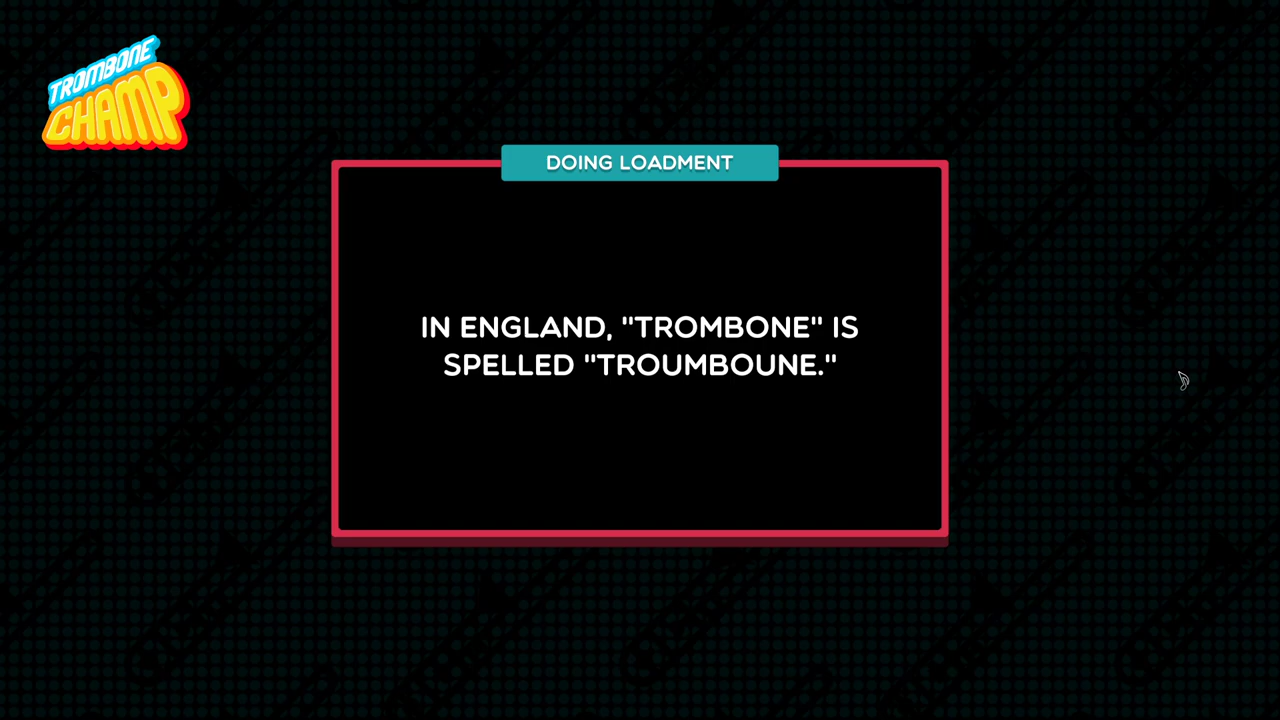 TROMBONE
CHAMP
DOING LOADMENT
IN ENGLAND, "TROMBONE" IS
SPELLED "TROUMBOUNE."